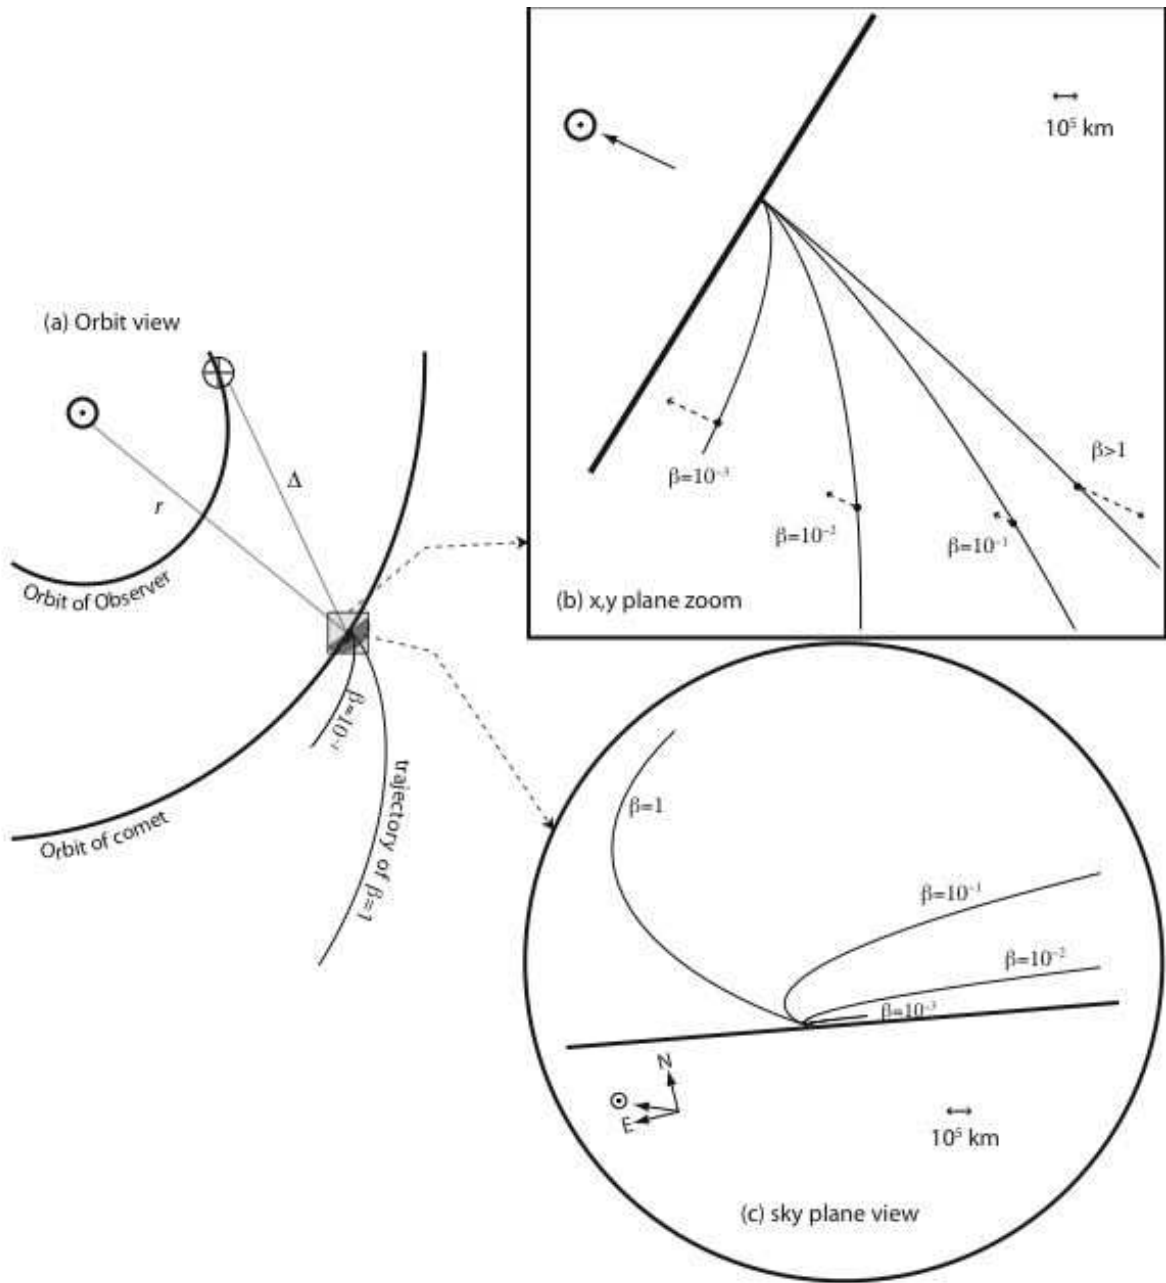 (a) Orbit view
r
Δ
Orbit of Observer
Orbit of comet
β=10⁻¹
trajectory of β=1
10⁵ km
β>1
β=10⁻³
β=10⁻²
β=10⁻¹
(b) x,y plane zoom
β=1
β=10⁻¹
β=10⁻²
β=10⁻³
N
E
10⁵ km
(c) sky plane view